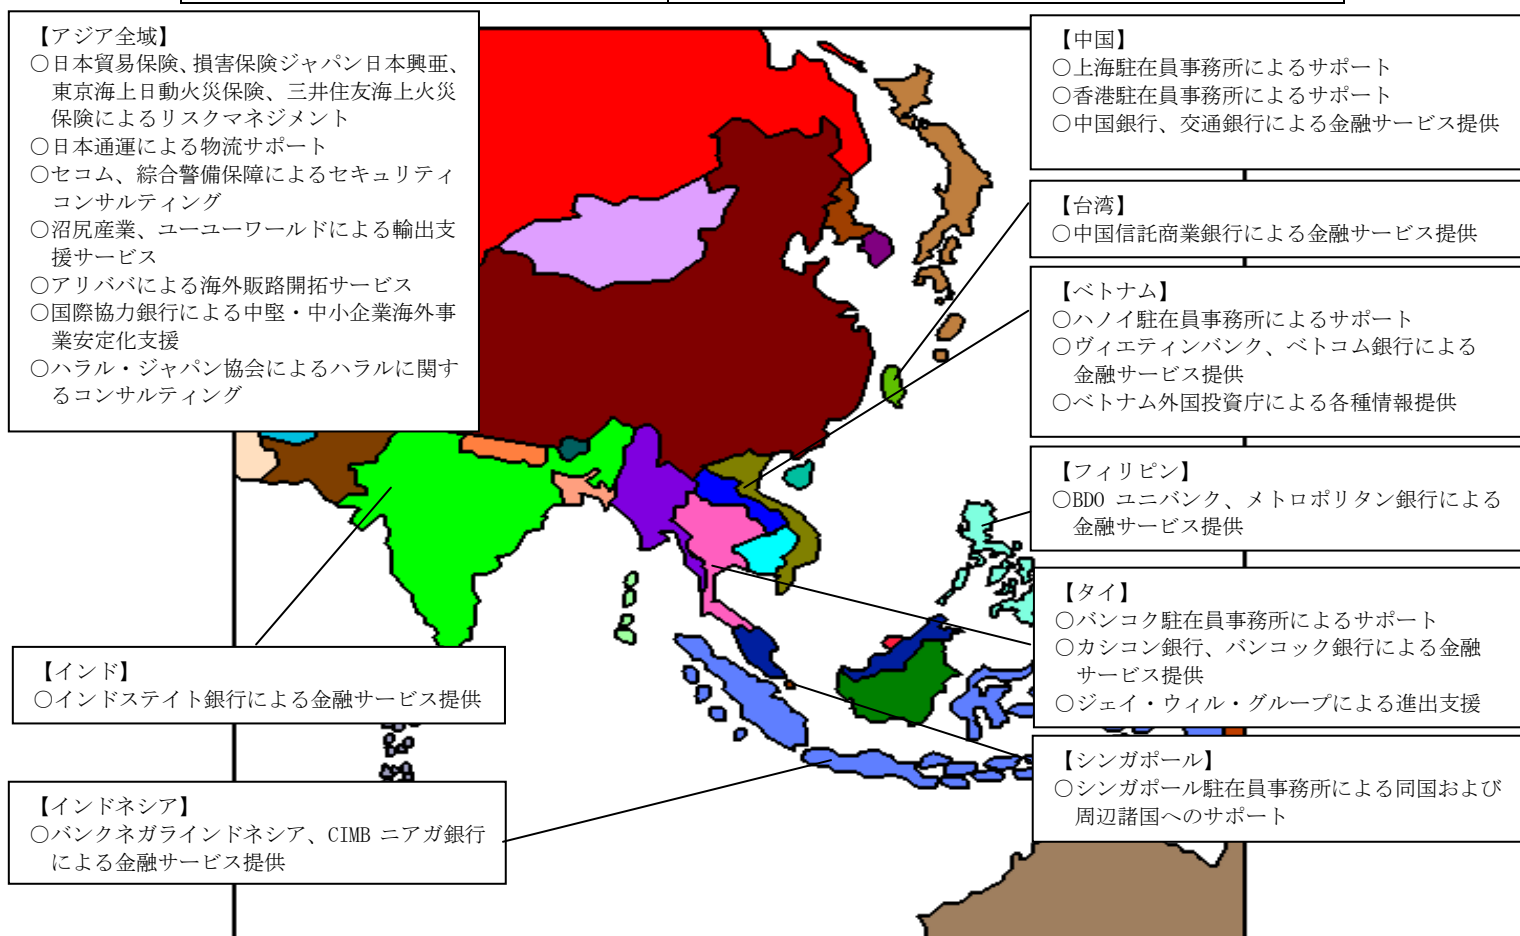 【アジア全域】
○日本貿易保険、損害保険ジャパン日本興亜、
東京海上日動火災保険、三井住友海上火災
保険によるリスクマネジメント
○日本通運による物流サポート
○セコム、綜合警備保障によるセキュリティ
コンサルティング
○沼尻産業、ユーユーワールドによる輸出支
援サービス
○アリババによる海外販路開拓サービス
○国際協力銀行による中堅・中小企業海外事
業安定化支援
○ハラル・ジャパン協会によるハラルに関す
るコンサルティング
【インド】
○インドステイト銀行による金融サービス提供
【インドネシア】
○バンクネガラインドネシア、CIMB ニアガ銀行
による金融サービス提供
【中国】
○上海駐在員事務所によるサポート
○香港駐在員事務所によるサポート
○中国銀行、交通銀行による金融サービス提供
【台湾】
○中国信託商業銀行による金融サービス提供
【ベトナム】
○ハノイ駐在員事務所によるサポート
○ヴィエティンバンク、ベトコム銀行による
金融サービス提供
○ベトナム外国投資庁による各種情報提供
【フィリピン】
○BDO ユニバンク、メトロポリタン銀行による
金融サービス提供
【タイ】
○バンコク駐在員事務所によるサポート
○カシコン銀行、バンコック銀行による金融
サービス提供
○ジェイ・ウィル・グループによる進出支援
【シンガポール】
○シンガポール駐在員事務所による同国および
周辺諸国へのサポート